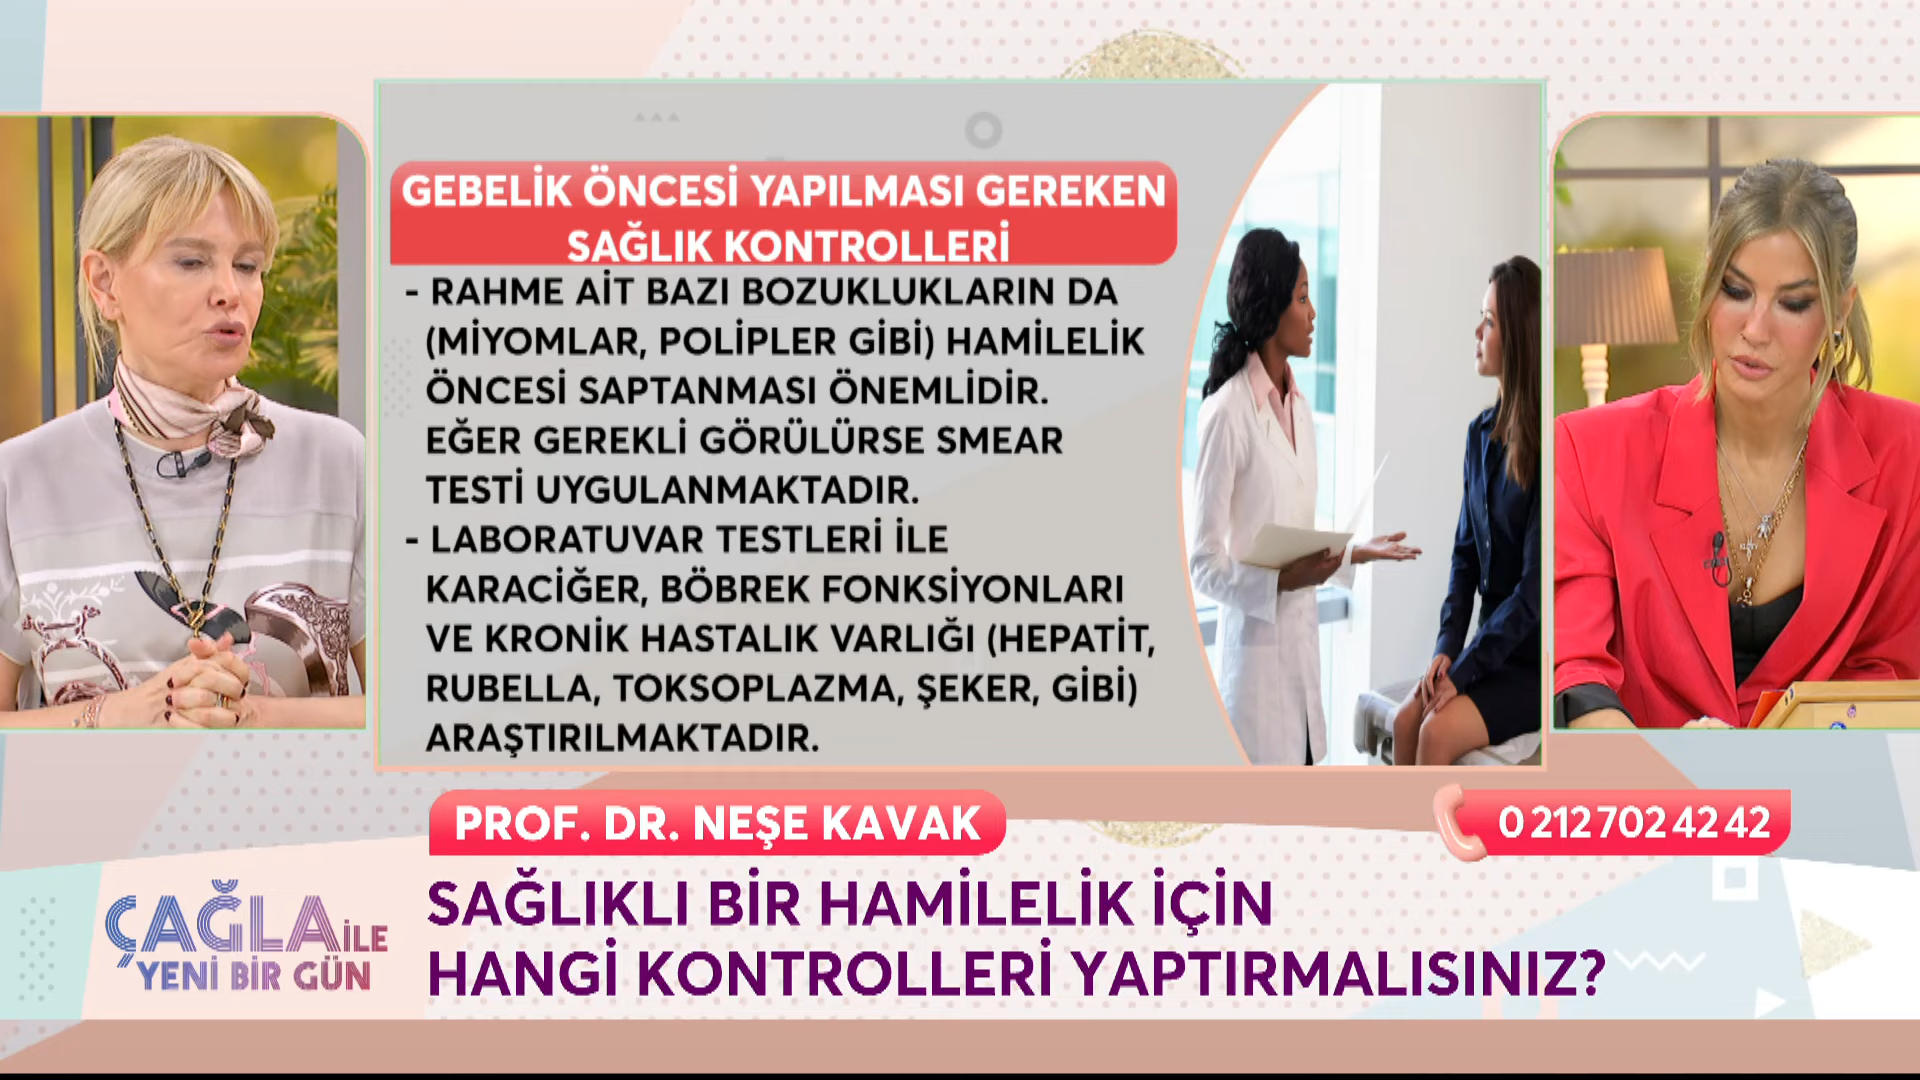 GEBELİK ÖNCESİ YAPILMASI GEREKEN
SAĞLIK KONTROLLERİ
- RAHME AİT BAZI BOZUKLUKLARIN DA
(MİYOMLAR, POLİPLER GİBİ) HAMİLELİK
ÖNCESİ SAPTANMASI ÖNEMLİDİR.
EĞER GEREKLİ GÖRÜLÜRSE SMEAR
TESTİ UYGULANMAKTADIR.
- LABORATUVAR TESTLERİ İLE
KARACİĞER, BÖBREK FONKSİYONLARI
VE KRONİK HASTALIK VARLIĞI (HEPATİT,
RUBELLA, TOKSOPLAZMA, ŞEKER, GİBİ)
ARAŞTIRILMAKTADIR.
PROF. DR. NEŞE KAVAK
0 212 702 42 42
SAĞLIKLI BİR HAMİLELİK İÇİN
HANGİ KONTROLLERİ YAPTIRMALISINIZ?
ÇAĞLA İLE
YENİ BİR GÜN